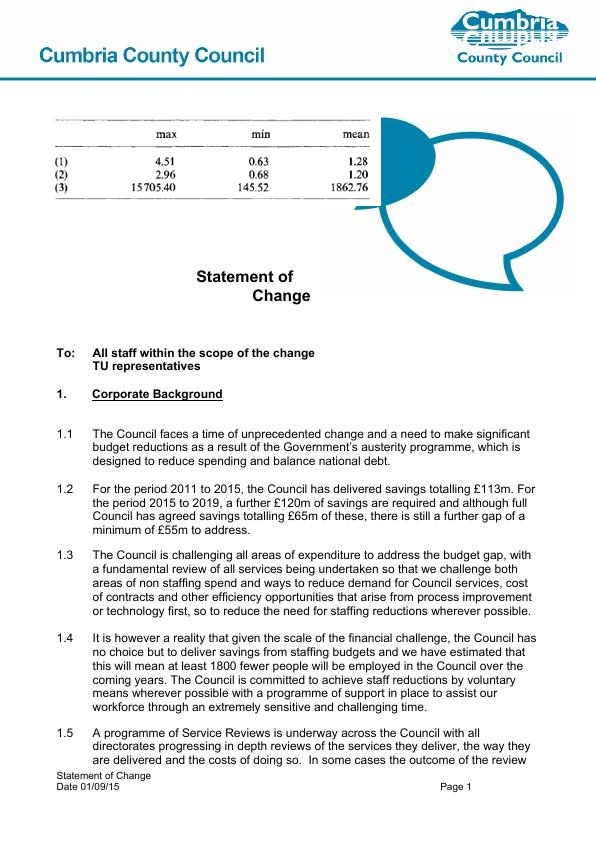 Cumbria County Council
Cumbria
County Council
max min mean
(1) 4.51 0.63 1.28
(2) 2.96 0.68 1.20
(3) 15705.40 145.52 1862.76
Statement of
Change
To: All staff within the scope of the change
TU representatives
1. Corporate Background
1.1 The Council faces a time of unprecedented change and a need to make significant
budget reductions as a result of the Government's austerity programme, which is
designed to reduce spending and balance national debt.
1.2 For the period 2011 to 2015, the Council has delivered savings totalling £113m. For
the period 2015 to 2019, a further £120m of savings are required and although full
Council has agreed savings totalling £65m of these, there is still a further gap of a
minimum of £55m to address.
1.3 The Council is challenging all areas of expenditure to address the budget gap, with
a fundamental review of all services being undertaken so that we challenge both
areas of non staffing spend and ways to reduce demand for Council services, cost
of contracts and other efficiency opportunities that arise from process improvement
or technology first, so to reduce the need for staffing reductions wherever possible.
1.4 It is however a reality that given the scale of the financial challenge, the Council has
no choice but to deliver savings from staffing budgets and we have estimated that
this will mean at least 1800 fewer people will be employed in the Council over the
coming years. The Council is committed to achieve staff reductions by voluntary
means wherever possible with a programme of support in place to assist our
workforce through an extremely sensitive and challenging time.
1.5 A programme of Service Reviews is underway across the Council with all
directorates progressing in depth reviews of the services they deliver, the way they
are delivered and the costs of doing so. In some cases the outcome of the review
Statement of Change
Date 01/09/15 Page 1